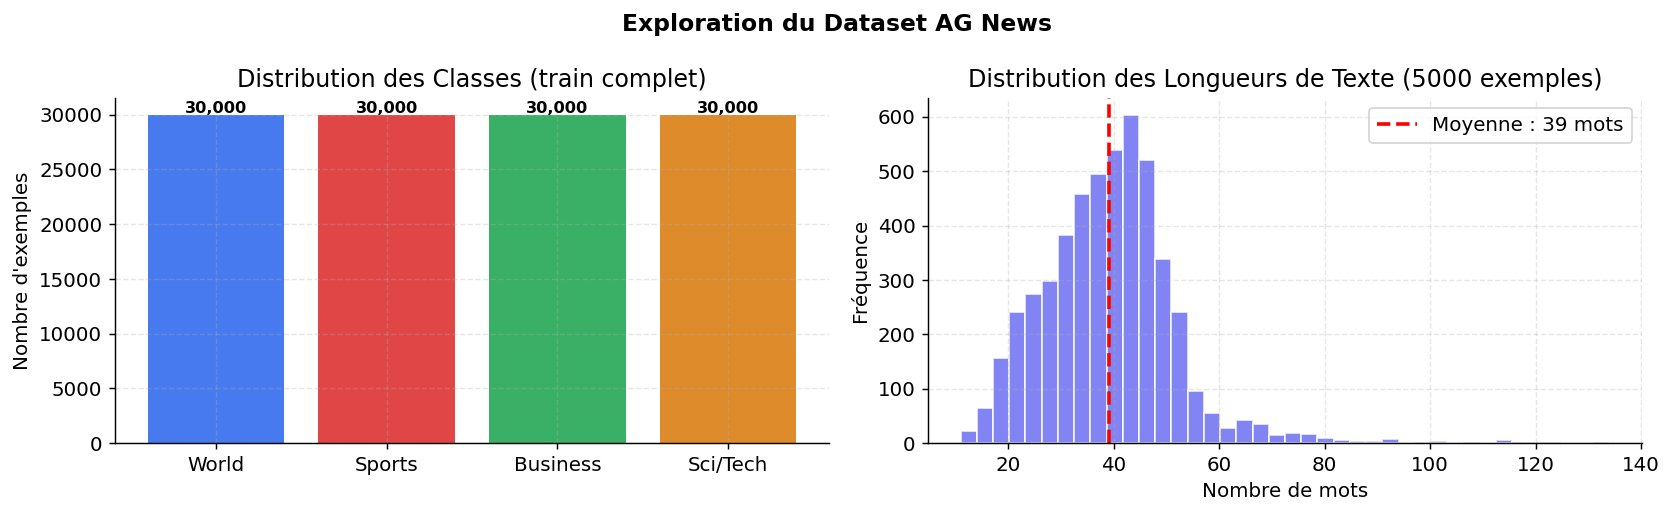 Exploration du Dataset AG News
Distribution des Classes (train complet)
30,000 30,000 30,000 30,000
30000
25000
20000
15000
10000
5000
0
Nombre d'exemples
World Sports Business Sci/Tech
Distribution des Longueurs de Texte (5000 exemples)
Moyenne : 39 mots
600
500
400
300
200
100
0
Fréquence
20 40 60 80 100 120 140
Nombre de mots